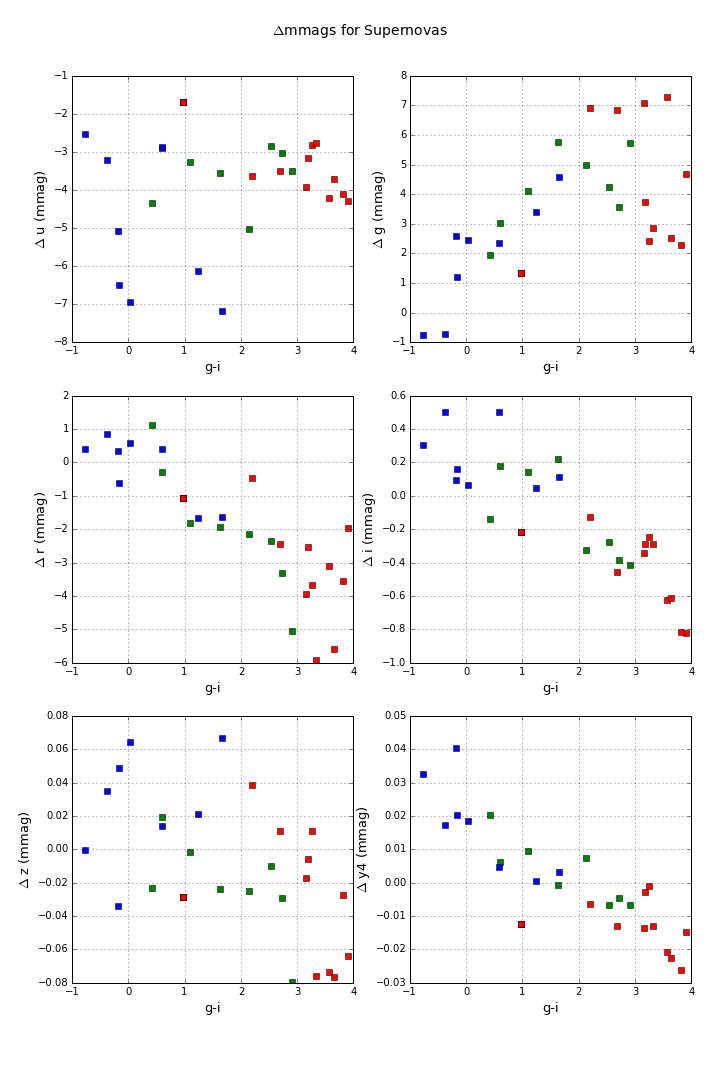 Δmmags for Supernovas
Δ u (mmag)
−1
−2
−3
−4
−5
−6
−7
−8
−1 0 1 2 3 4
g-i
Δ g (mmag)
8
7
6
5
4
3
2
1
0
−1
−1 0 1 2 3 4
g-i
Δ r (mmag)
2
1
0
−1
−2
−3
−4
−5
−6
−1 0 1 2 3 4
g-i
Δ i (mmag)
0.6
0.4
0.2
0.0
−0.2
−0.4
−0.6
−0.8
−1.0
−1 0 1 2 3 4
g-i
Δ z (mmag)
0.08
0.06
0.04
0.02
0.00
−0.02
−0.04
−0.06
−0.08
−1 0 1 2 3 4
g-i
Δ y4 (mmag)
0.05
0.04
0.03
0.02
0.01
0.00
−0.01
−0.02
−0.03
−1 0 1 2 3 4
g-i